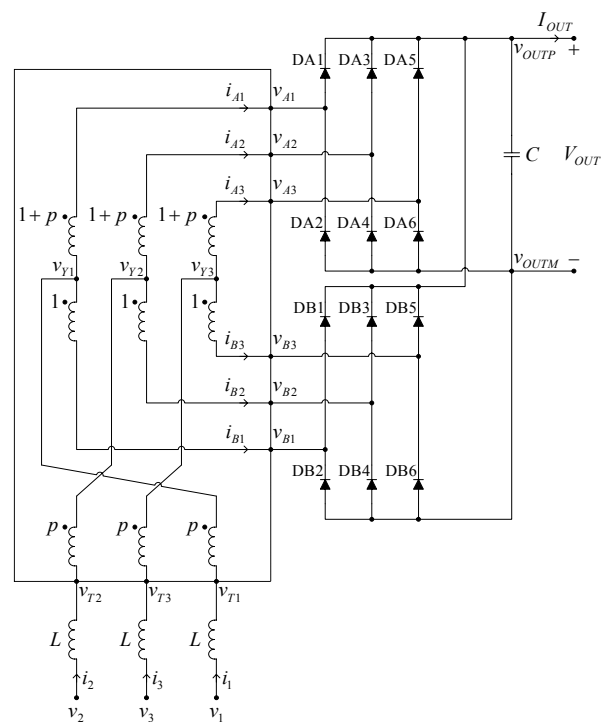 I_OUT
DA1 DA3 DA5
v_OUTP +
i_A1 v_A1
i_A2 v_A2
C V_OUT
i_A3 v_A3
1+p 1+p 1+p
DA2 DA4 DA6
v_Y1 v_Y2 v_Y3
v_OUTM −
1 1 1
DB1 DB3 DB5
i_B3 v_B3
i_B2 v_B2
i_B1 v_B1
DB2 DB4 DB6
p p p
v_T2 v_T3 v_T1
L L L
i_2 i_3 i_1
v_2 v_3 v_1